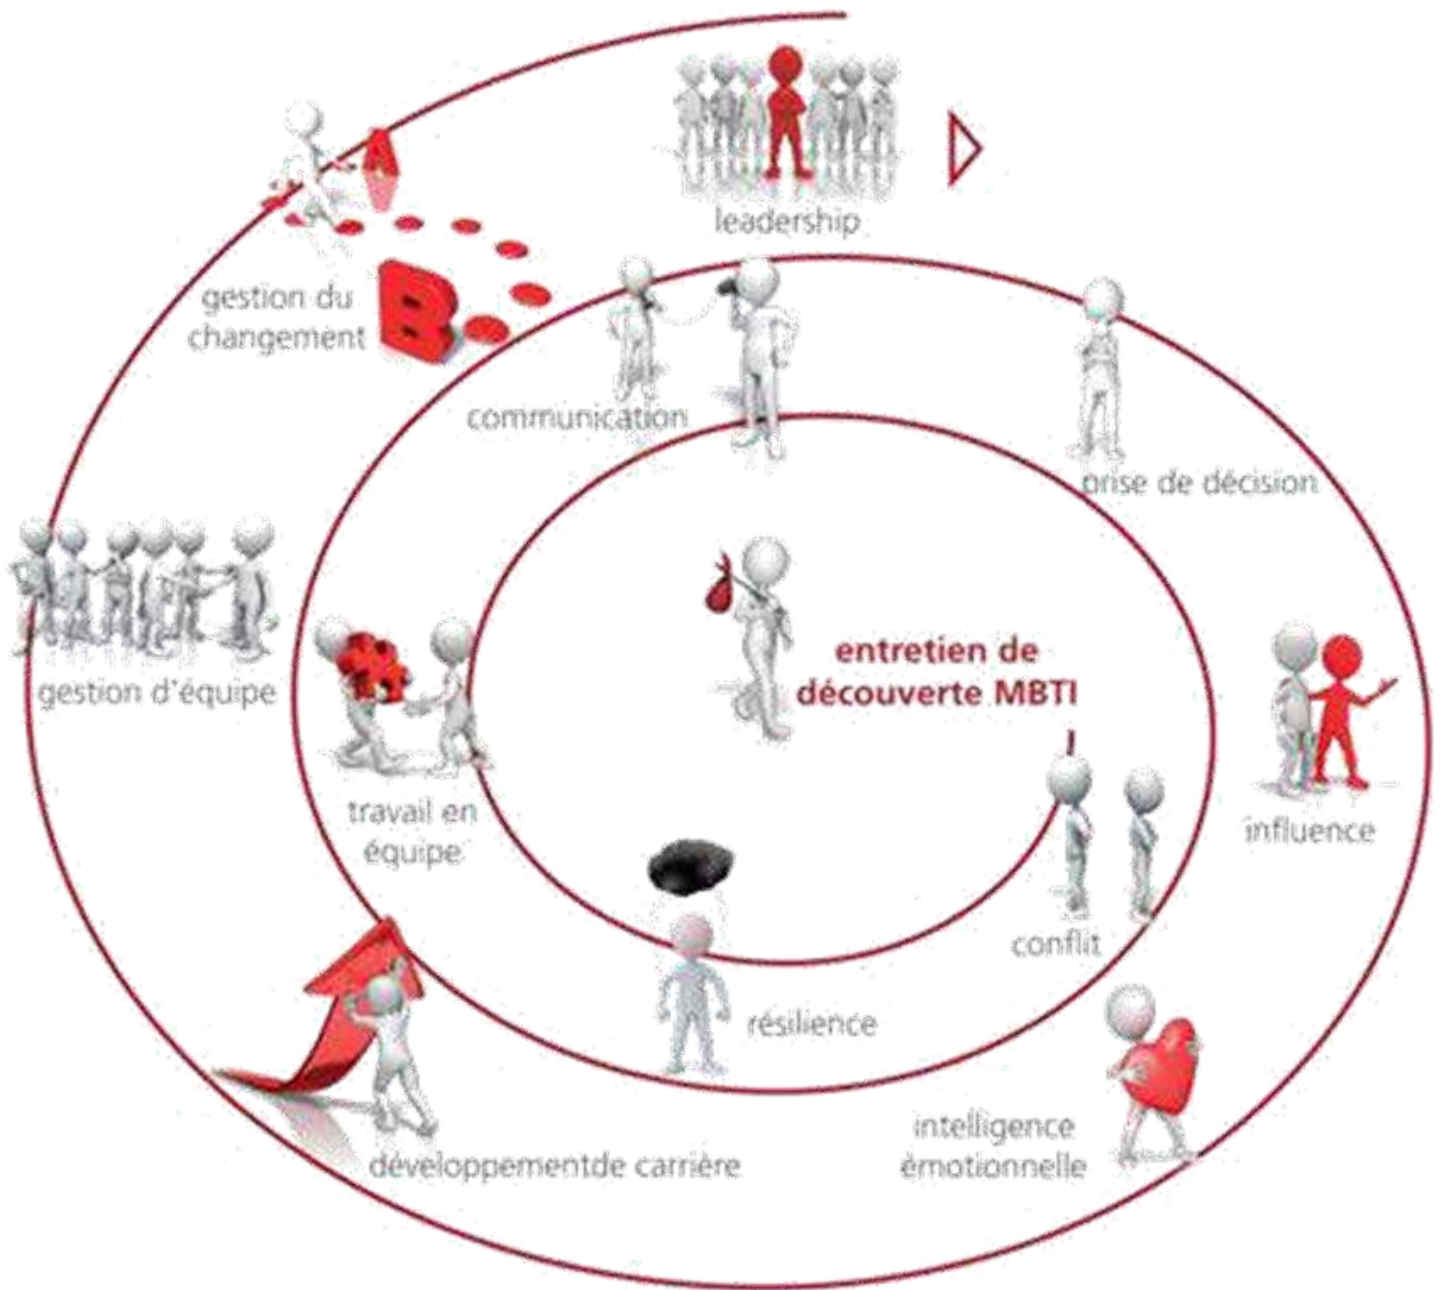 leadership
A
gestion du
changement
B
communication
prise de décision
entretien de
découverte MBTI
gestion d'équipe
travail en
équipe
influence
conflit
résilience
intelligence
émotionnelle
développementde carrière